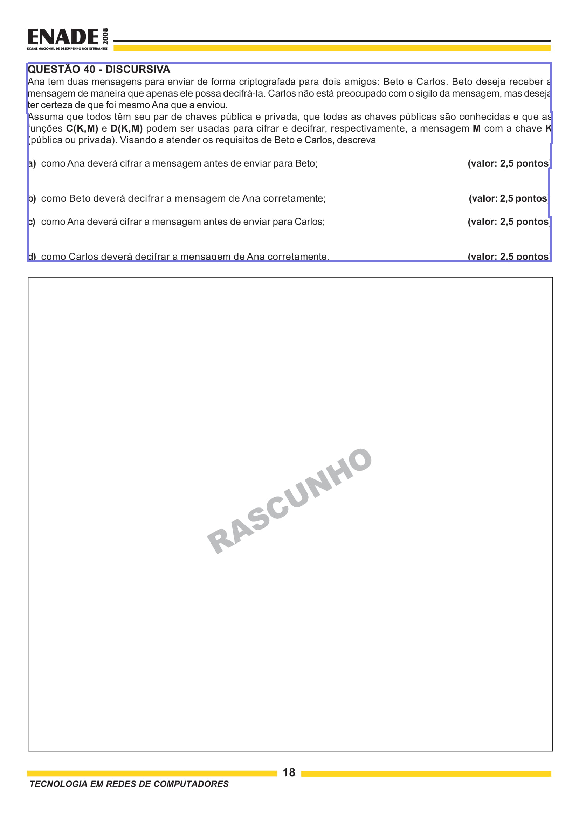 ENADE 2008
EXAME NACIONAL DE DESEMPENHO DOS ESTUDANTES
QUESTÃO 40 - DISCURSIVA
Ana tem duas mensagens para enviar de forma criptografada para dois amigos: Beto e Carlos. Beto deseja receber a
mensagem de maneira que apenas ele possa decifrá-la. Carlos não está preocupado com o sigilo da mensagem, mas deseja
ter certeza de que foi mesmo Ana que a enviou.
Assuma que todos têm seu par de chaves pública e privada, que todas as chaves públicas são conhecidas e que as
funções C(K,M) e D(K,M) podem ser usadas para cifrar e decifrar, respectivamente, a mensagem M com a chave K
(pública ou privada). Visando a atender os requisitos de Beto e Carlos, descreva
a) como Ana deverá cifrar a mensagem antes de enviar para Beto; (valor: 2,5 pontos)
b) como Beto deverá decifrar a mensagem de Ana corretamente; (valor: 2,5 pontos)
c) como Ana deverá cifrar a mensagem antes de enviar para Carlos; (valor: 2,5 pontos)
d) como Carlos deverá decifrar a mensagem de Ana corretamente. (valor: 2,5 pontos)
RASCUNHO
18
TECNOLOGIA EM REDES DE COMPUTADORES